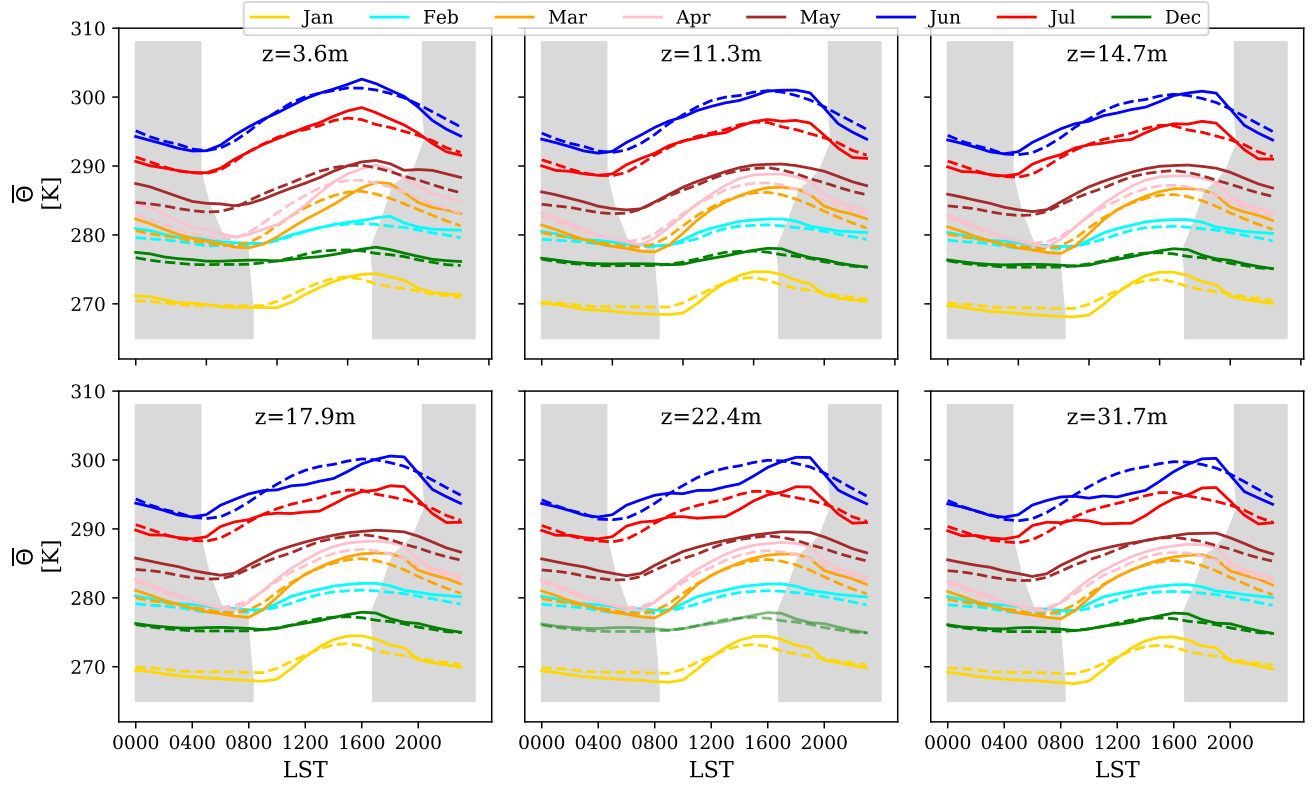 Jan Feb Mar Apr May Jun Jul Dec
310
300
290
280
270
Θ
[K]
z=3.6m
z=11.3m
z=14.7m
310
300
290
280
270
Θ
[K]
z=17.9m
z=22.4m
z=31.7m
0000 0400 0800 1200 1600 2000
0000 0400 0800 1200 1600 2000
0000 0400 0800 1200 1600 2000
LST
LST
LST